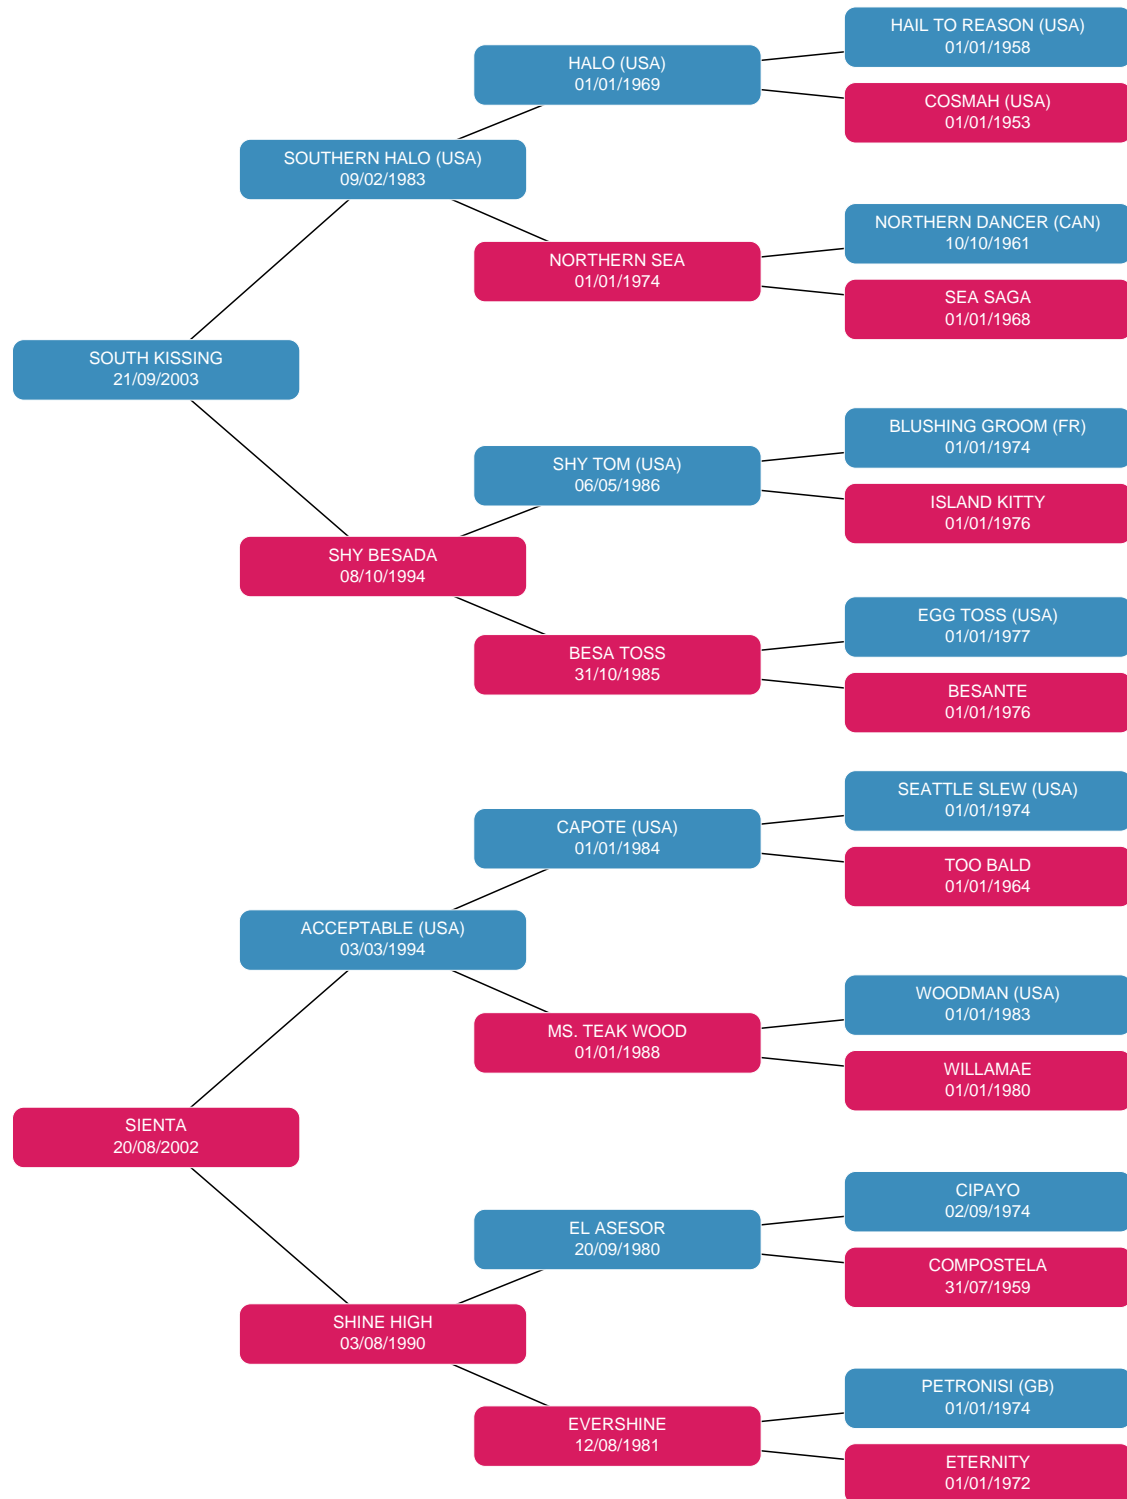 HAIL TO REASON (USA)
01/01/1958
HALO (USA)
01/01/1969
COSMAH (USA)
01/01/1953
SOUTHERN HALO (USA)
09/02/1983
NORTHERN DANCER (CAN)
10/10/1961
NORTHERN SEA
01/01/1974
SEA SAGA
01/01/1968
SOUTH KISSING
21/09/2003
BLUSHING GROOM (FR)
01/01/1974
SHY TOM (USA)
06/05/1986
ISLAND KITTY
01/01/1976
SHY BESADA
08/10/1994
EGG TOSS (USA)
01/01/1977
BESA TOSS
31/10/1985
BESANTE
01/01/1976
SEATTLE SLEW (USA)
01/01/1974
CAPOTE (USA)
01/01/1984
TOO BALD
01/01/1964
ACCEPTABLE (USA)
03/03/1994
WOODMAN (USA)
01/01/1983
MS. TEAK WOOD
01/01/1988
WILLAMAE
01/01/1980
SIENTA
20/08/2002
CIPAYO
02/09/1974
EL ASESOR
20/09/1980
COMPOSTELA
31/07/1959
SHINE HIGH
03/08/1990
PETRONISI (GB)
01/01/1974
EVERSHINE
12/08/1981
ETERNITY
01/01/1972